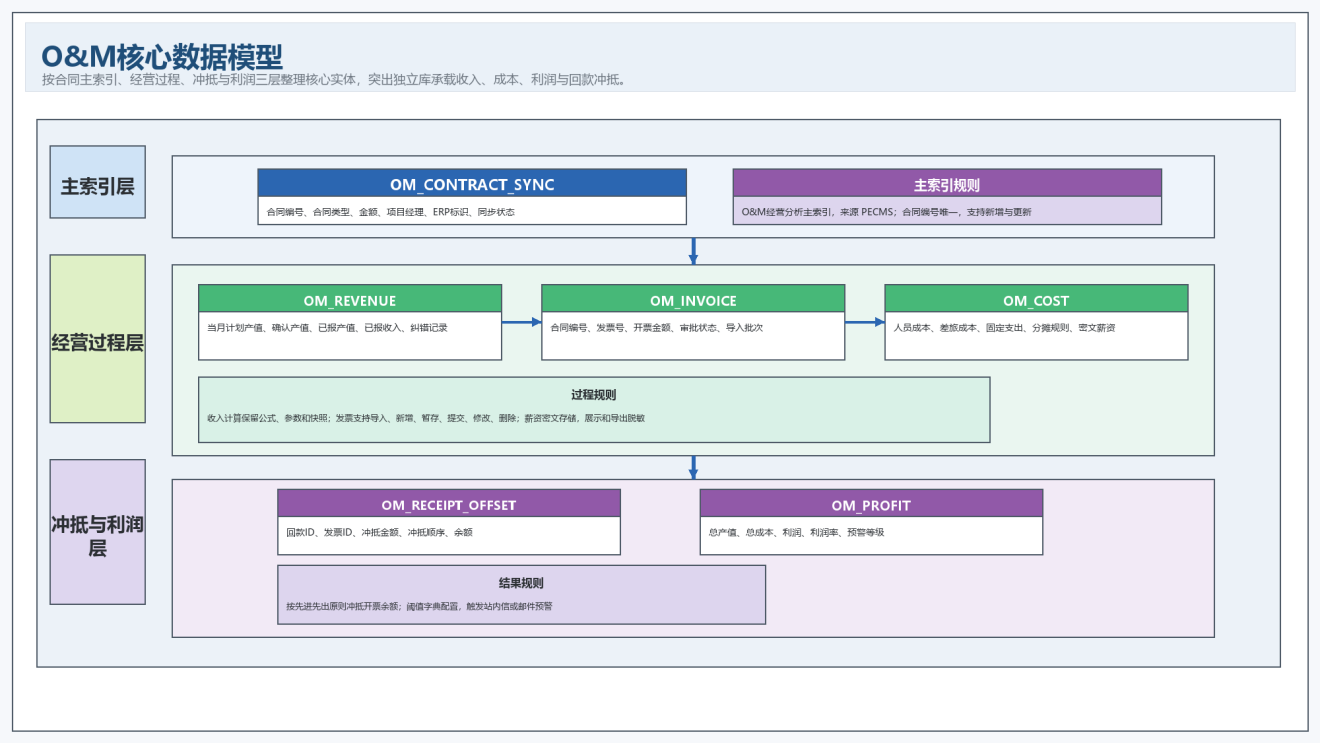 O&M核心数据模型
按合同主索引、经营过程、冲抵与利润三层整理核心实体，突出独立库承载收入、成本、利润与回款冲抵。
主索引层
OM_CONTRACT_SYNC
合同编号、合同类型、金额、项目经理、ERP标识、同步状态
主索引规则
O&M经营分析主索引，来源 PECMS；合同编号唯一，支持新增与更新
经营过程层
OM_REVENUE
当月计划产值、确认产值、已报产值、已报收入、纠错记录
OM_INVOICE
合同编号、发票号、开票金额、审批状态、导入批次
OM_COST
人员成本、差旅成本、固定支出、分摊规则、密文薪资
过程规则
收入计算保留公式、参数和快照；发票支持导入、新增、暂存、提交、修改、删除；薪资密文存储，展示和导出脱敏
冲抵与利润
层
OM_RECEIPT_OFFSET
回款ID、发票ID、冲抵金额、冲抵顺序、余额
OM_PROFIT
总产值、总成本、利润、利润率、预警等级
结果规则
按先进先出原则冲抵开票余额；阈值字典配置，触发站内信或邮件预警